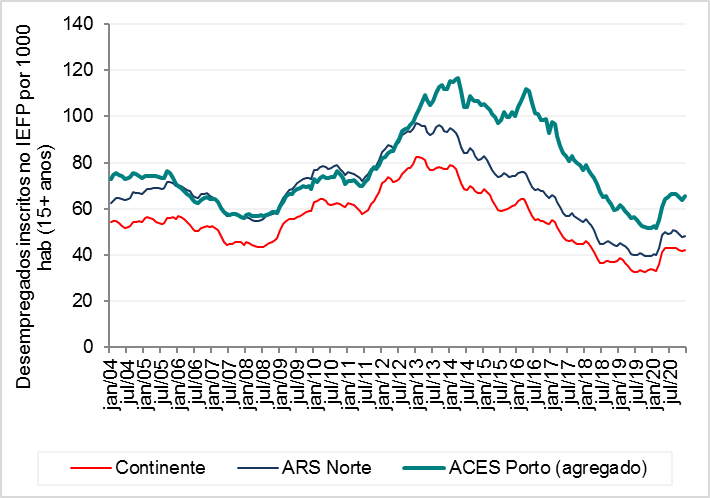 Desempregados inscritos no IEFP por 1000
hab (15+ anos)
140
120
100
80
60
40
20
0
jan/04
jul/04
jan/05
jul/05
jan/06
jul/06
jan/07
jul/07
jan/08
jul/08
jan/09
jul/09
jan/10
jul/10
jan/11
jul/11
jan/12
jul/12
jan/13
jul/13
jan/14
jul/14
jan/15
jul/15
jan/16
jul/16
jan/17
jul/17
jan/18
jul/18
jan/19
jul/19
jan/20
jul/20
Continente ARS Norte ACES Porto (agregado)